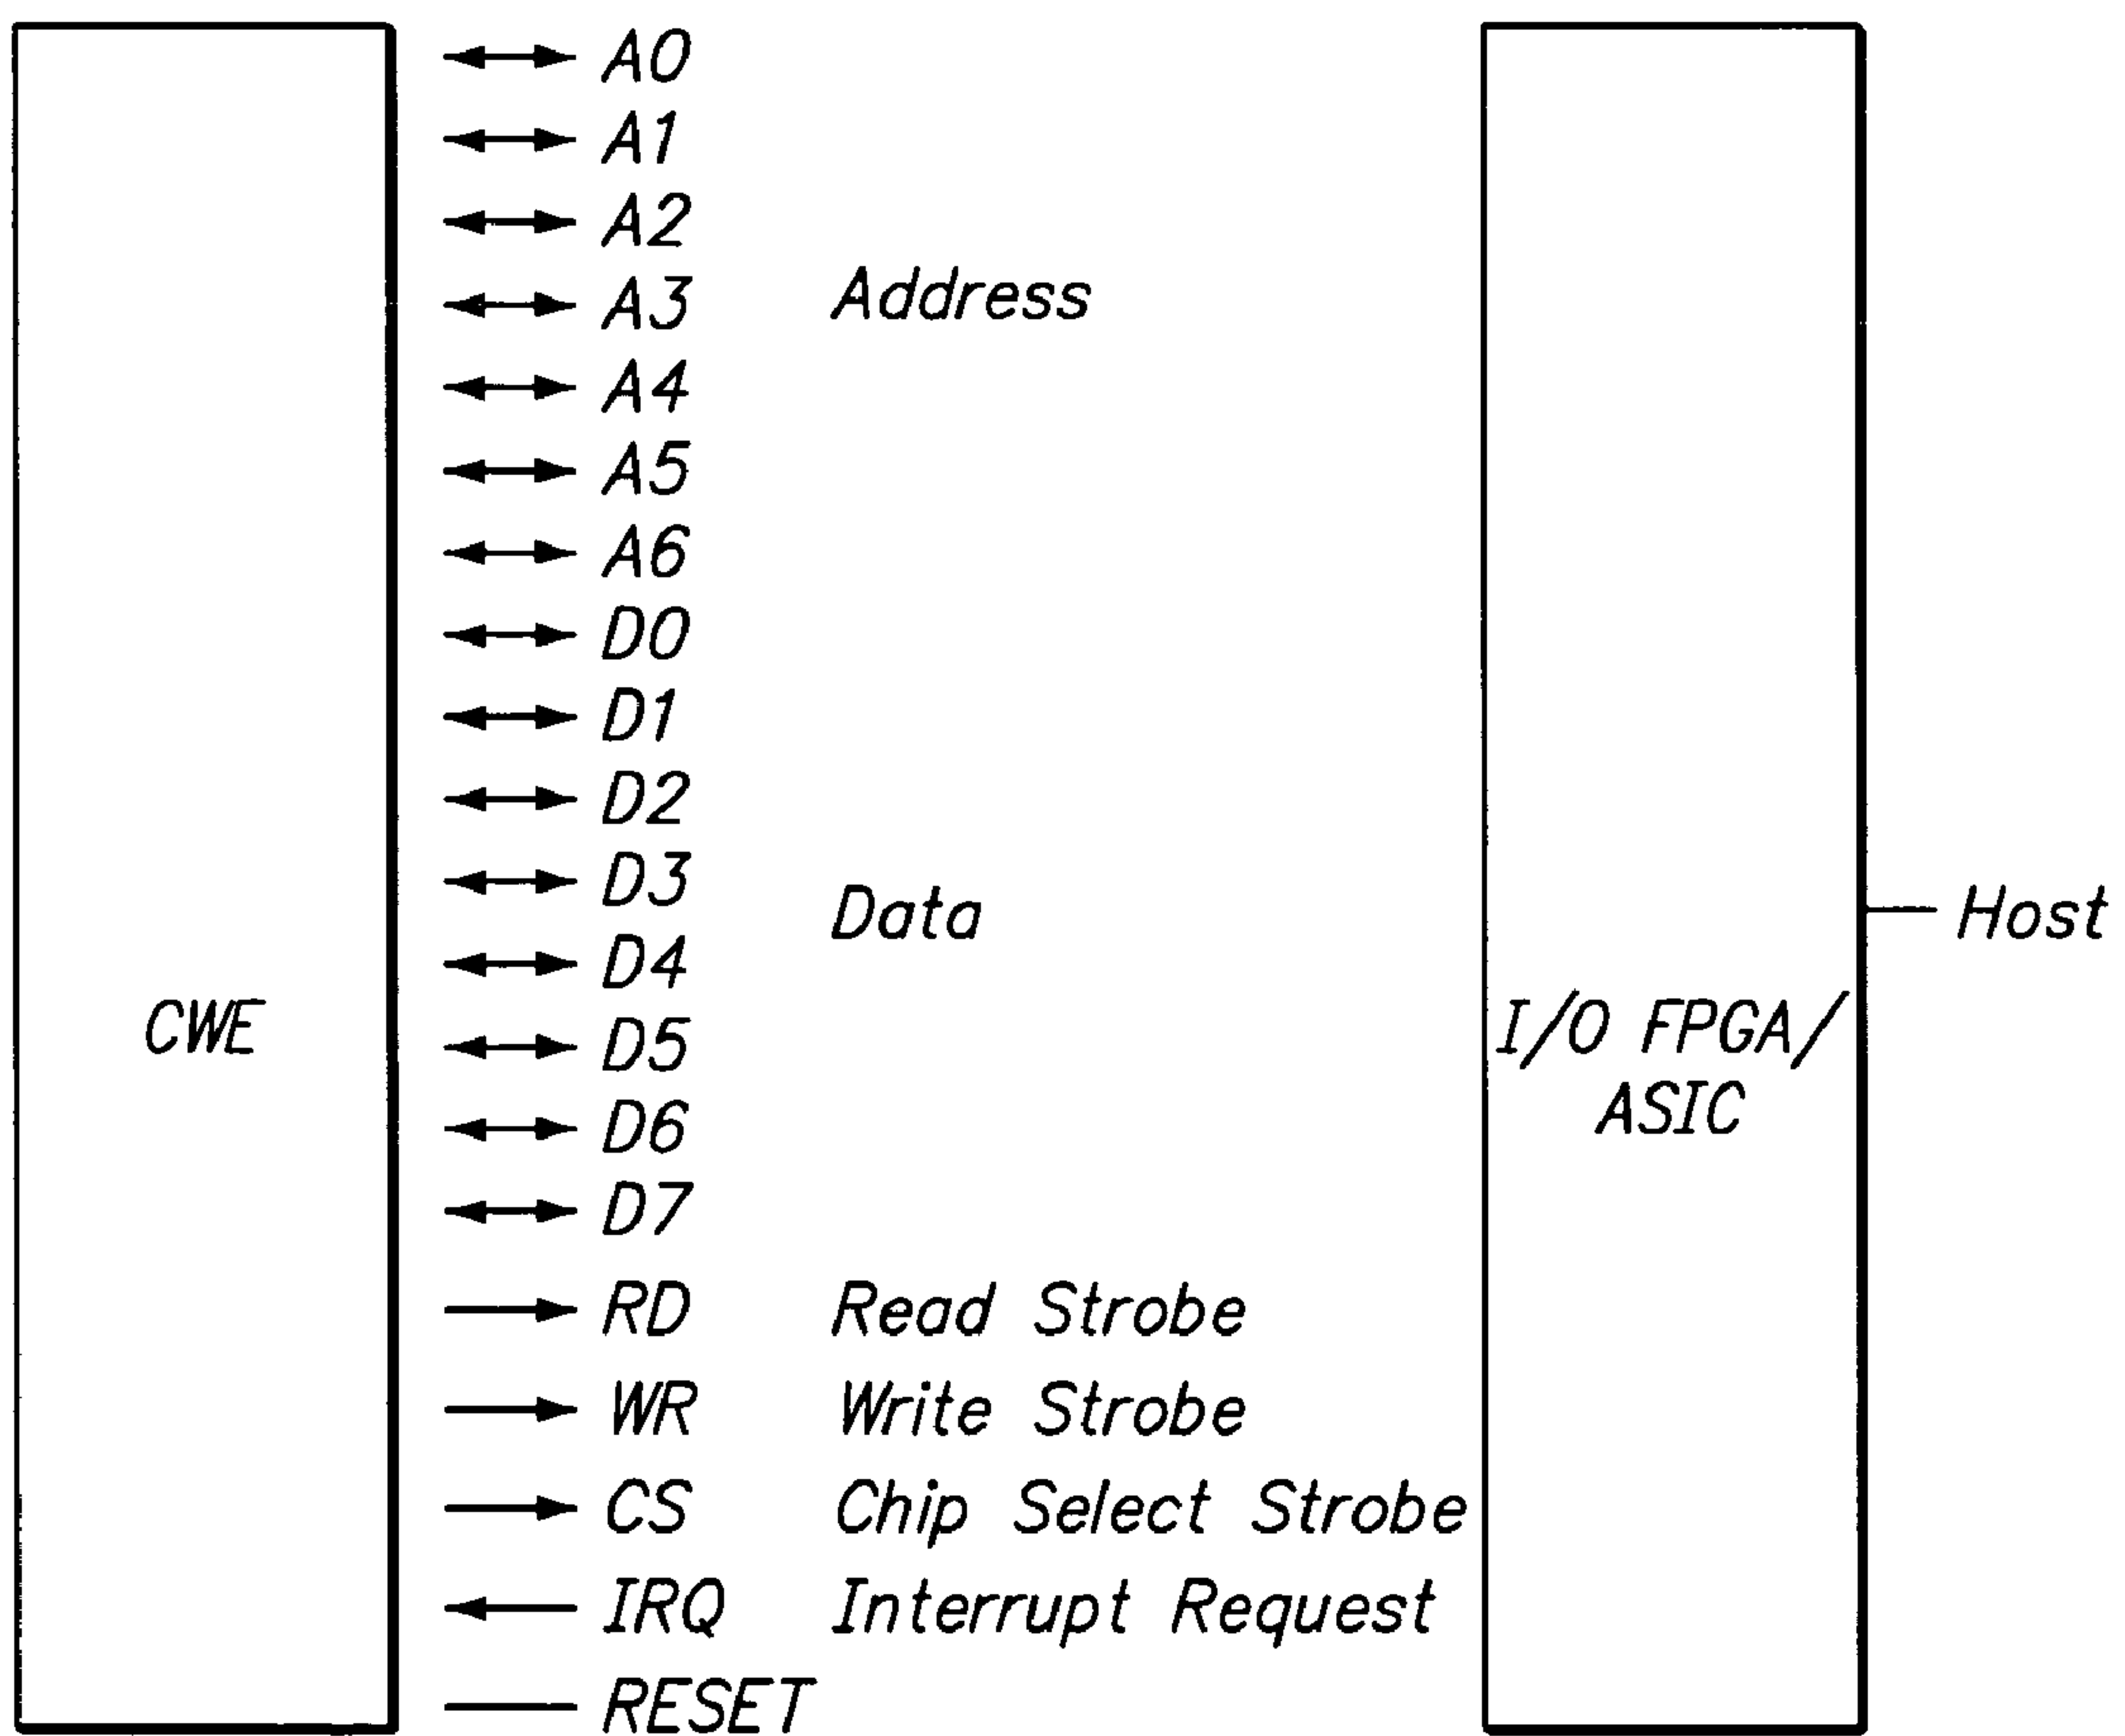 A0
A1
A2
A3 Address
A4
A5
A6
D0
D1
D2
D3
Data
Host
D4
CWE
D5
I/O FPGA/
ASIC
D6
D7
RD Read Strobe
WR Write Strobe
CS Chip Select Strobe
IRQ Interrupt Request
RESET